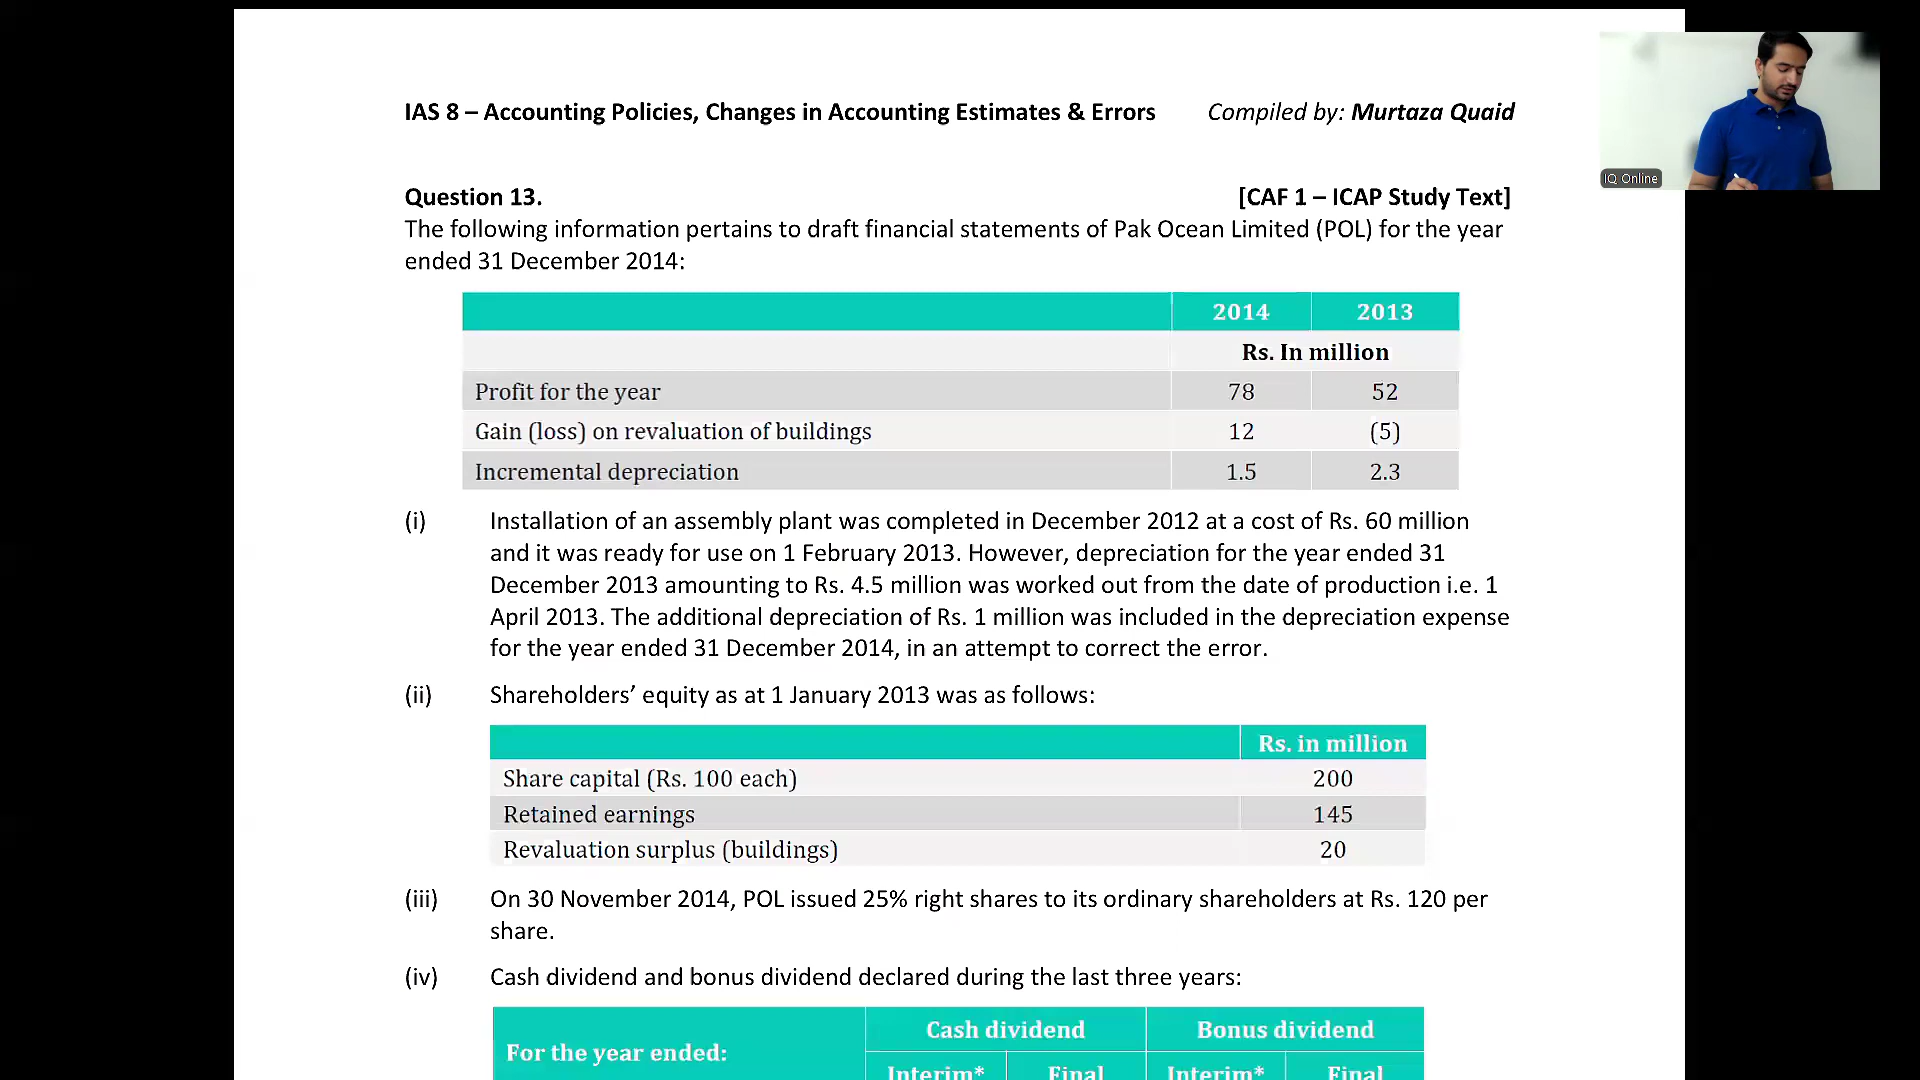 IAS 8 – Accounting Policies, Changes in Accounting Estimates & Errors Compiled by: Murtaza Quaid
IQ Online
Question 13. [CAF 1 – ICAP Study Text]
The following information pertains to draft financial statements of Pak Ocean Limited (POL) for the year
ended 31 December 2014:
2014 2013
Rs. In million
Profit for the year 78 52
Gain (loss) on revaluation of buildings 12 (5)
Incremental depreciation 1.5 2.3
(i) Installation of an assembly plant was completed in December 2012 at a cost of Rs. 60 million
and it was ready for use on 1 February 2013. However, depreciation for the year ended 31
December 2013 amounting to Rs. 4.5 million was worked out from the date of production i.e. 1
April 2013. The additional depreciation of Rs. 1 million was included in the depreciation expense
for the year ended 31 December 2014, in an attempt to correct the error.
(ii) Shareholders’ equity as at 1 January 2013 was as follows:
Rs. in million
Share capital (Rs. 100 each) 200
Retained earnings 145
Revaluation surplus (buildings) 20
(iii) On 30 November 2014, POL issued 25% right shares to its ordinary shareholders at Rs. 120 per
share.
(iv) Cash dividend and bonus dividend declared during the last three years:
Cash dividend Bonus dividend
For the year ended:
Interim* Final Interim* Final